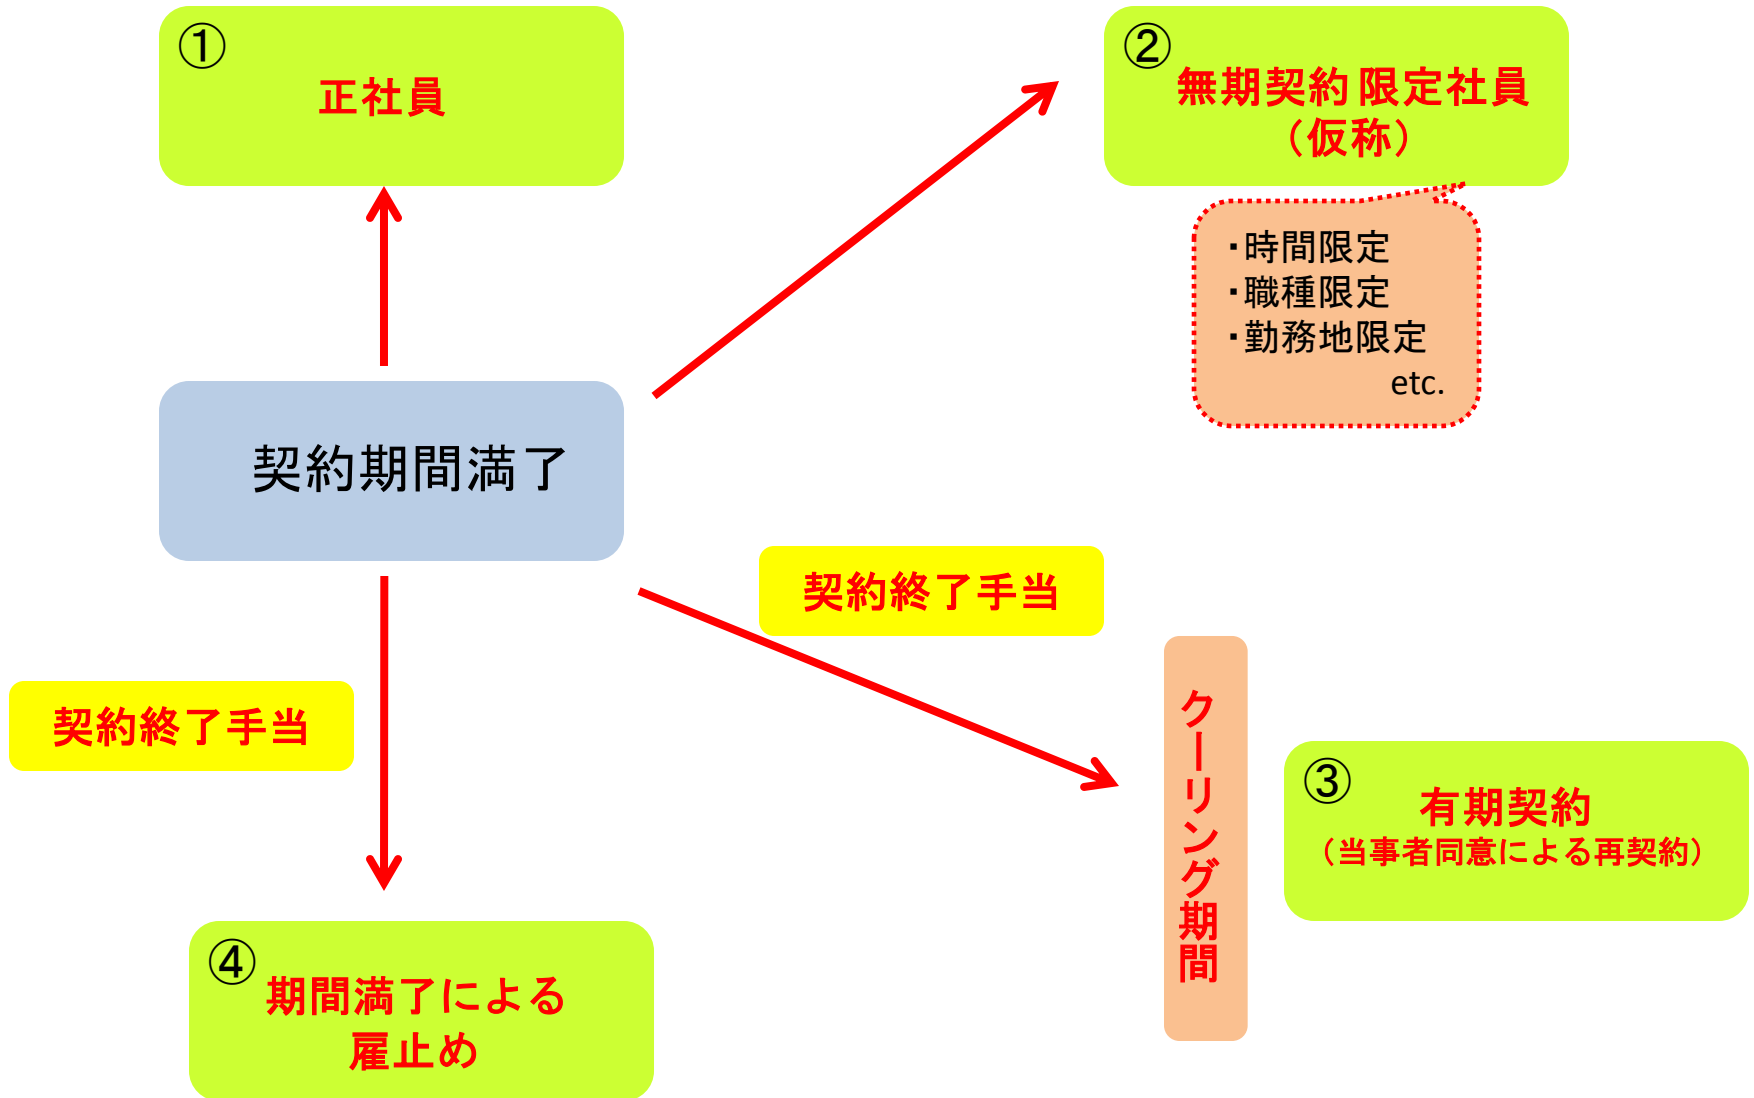 ①
正社員
②
無期契約 限定社員
（仮称）
・時間限定
・職種限定
・勤務地限定
etc.
契約期間満了
契約終了手当
契約終了手当
クーリング期間
③
有期契約
（当事者同意による再契約）
④
期間満了による
雇止め